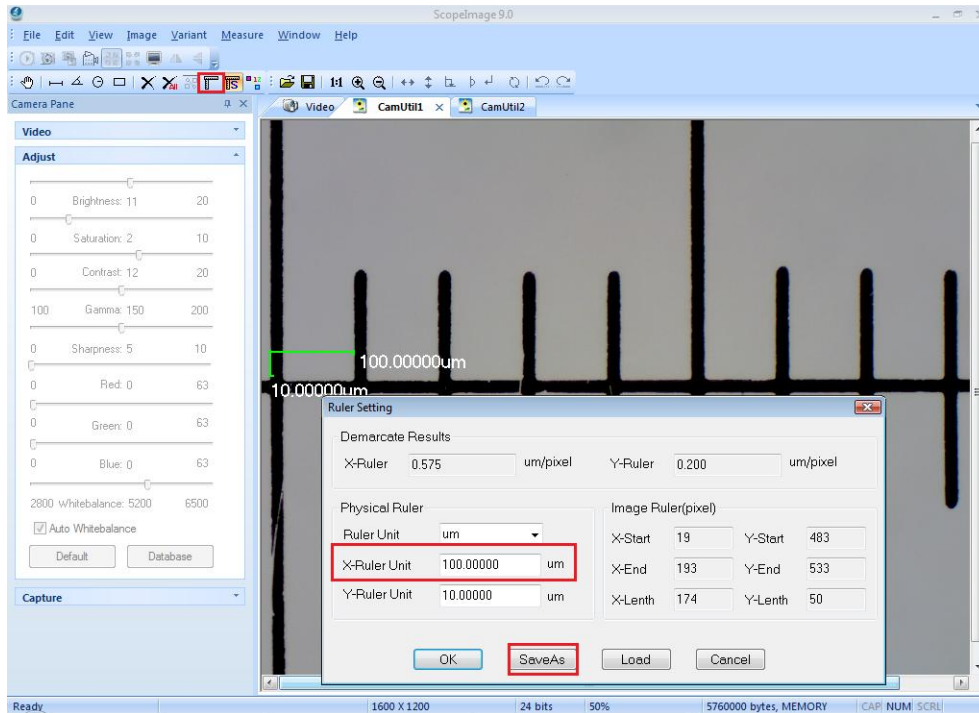 ScopeImage 9.0
File Edit View Image Variant Measure Window Help
1:1
Camera Pane
Video CamUtil1 CamUtil2
Video
Adjust
0 Brightness: 11 20
0 Saturation: 2 10
0 Contrast: 12 20
100 Gamma: 150 200
0 Sharpness: 5 10
0 Red: 0 63
0 Green: 0 63
0 Blue: 0 63
2800 Whitebalance: 5200 6500
Auto Whitebalance
Default Database
Capture
100.00000um
10.00000um
Ruler Setting
Demarcate Results
X-Ruler 0.575 um/pixel Y-Ruler 0.200 um/pixel
Physical Ruler
Ruler Unit um
X-Ruler Unit 100.00000 um
Y-Ruler Unit 10.00000 um
Image Ruler(pixel)
X-Start 19 Y-Start 483
X-End 193 Y-End 533
X-Lenth 174 Y-Lenth 50
OK SaveAs Load Cancel
Ready 1600 X 1200 24 bits 50% 5760000 bytes, MEMORY CAP NUM SCRL